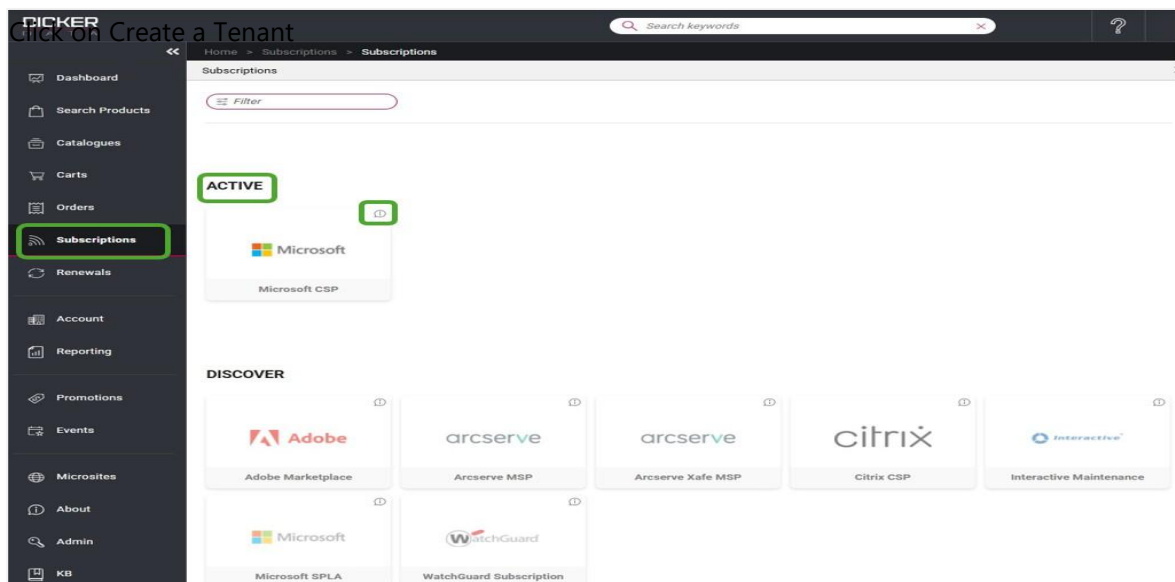 DICKER
DATA
Click on Create a Tenant
Search keywords
Home > Subscriptions > Subscriptions
Subscriptions
Filter
Dashboard
Search Products
Catalogues
Carts
Orders
Subscriptions
Renewals
Account
Reporting
Promotions
Events
Microsites
About
Admin
KB
ACTIVE
Microsoft
Microsoft CSP
DISCOVER
Adobe
Adobe Marketplace
arcserve
Arcserve MSP
arcserve
Arcserve Xafe MSP
citrix
Citrix CSP
Interactive
Interactive Maintenance
Microsoft
Microsoft SPLA
WatchGuard
WatchGuard Subscription